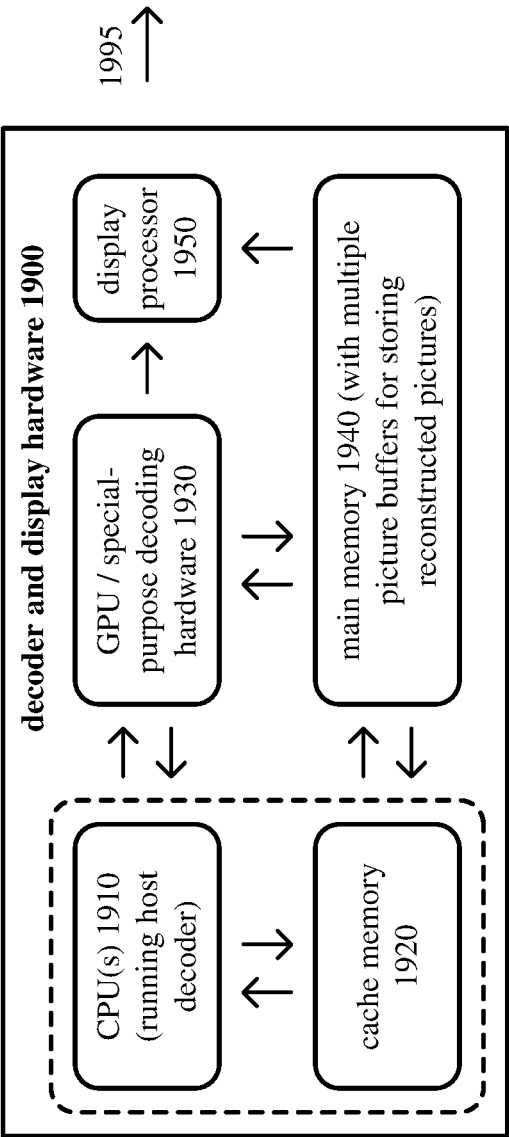 decoder and display hardware 1900
CPU(s) 1910
(running host
decoder)
GPU / special-
purpose decoding
hardware 1930
display
processor
1950
1995
cache memory
1920
main memory 1940 (with multiple
picture buffers for storing
reconstructed pictures)